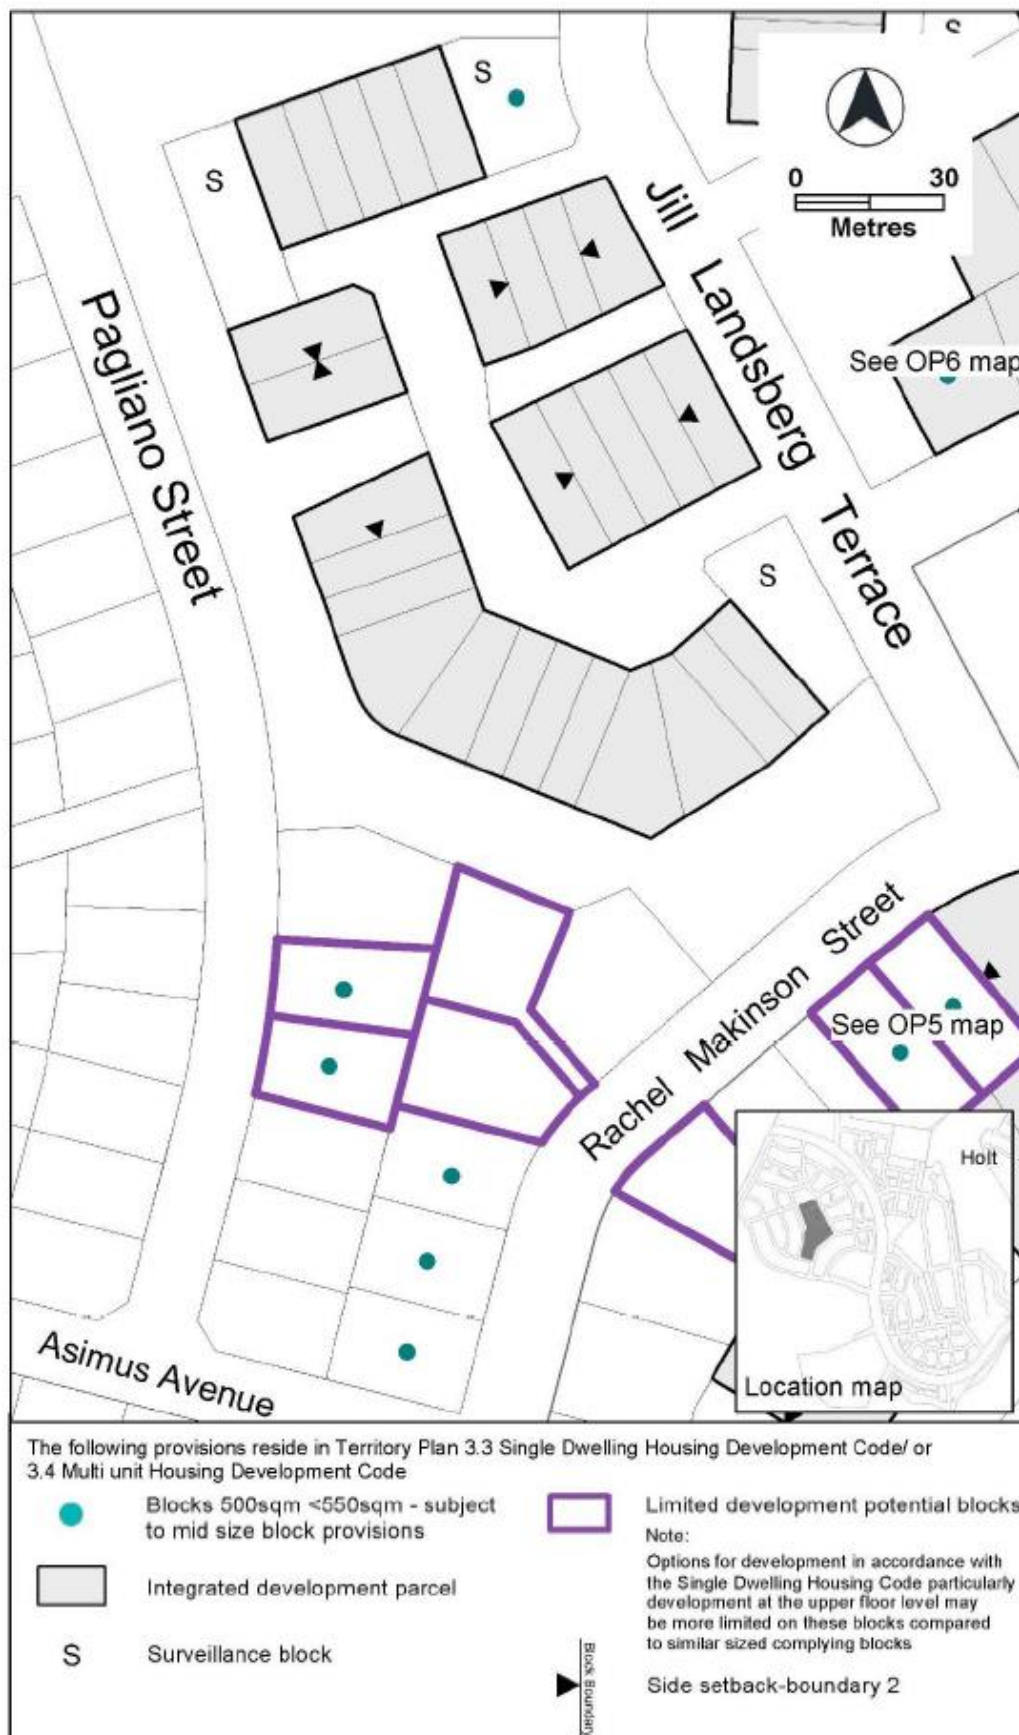 S
S
S
0 30
Metres
Jill Landsberg Terrace
Pagliano Street
See OP6 map
S
Rachel Makinson Street
See OP5 map
Holt
Location map
Asimus Avenue
The following provisions reside in Territory Plan 3.3 Single Dwelling Housing Development Code/ or
3.4 Multi unit Housing Development Code
Blocks 500sqm <550sqm - subject
to mid size block provisions
Integrated development parcel
S Surveillance block
Limited development potential blocks
Note:
Options for development in accordance with
the Single Dwelling Housing Code particularly
development at the upper floor level may
be more limited on these blocks compared
to similar sized complying blocks
Block Boundary
Side setback-boundary 2